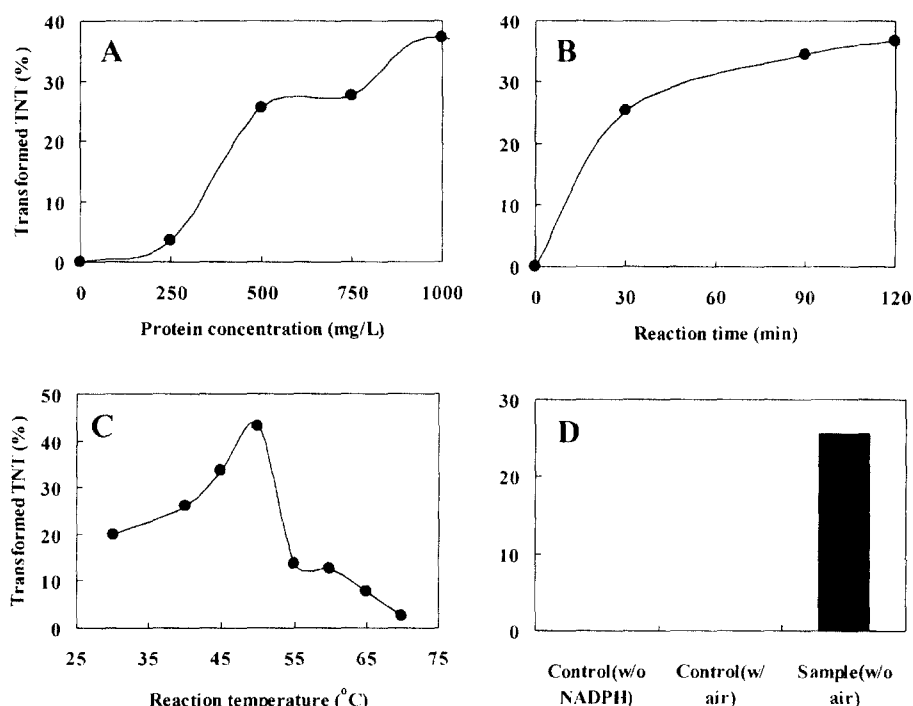 A
Transformed TNT (%)
40
30
20
10
0
0 250 500 750 1000
Protein concentration (mg/L)
B
40
30
20
10
0
0 30 60 90 120
Reaction time (min)
C
Transformed TNT (%)
50
40
30
20
10
0
25 35 45 55 65 75
Reaction temperature (°C)
D
30
20
10
0
Control(w/o NADPH)
Control(w/ air)
Sample(w/o air)